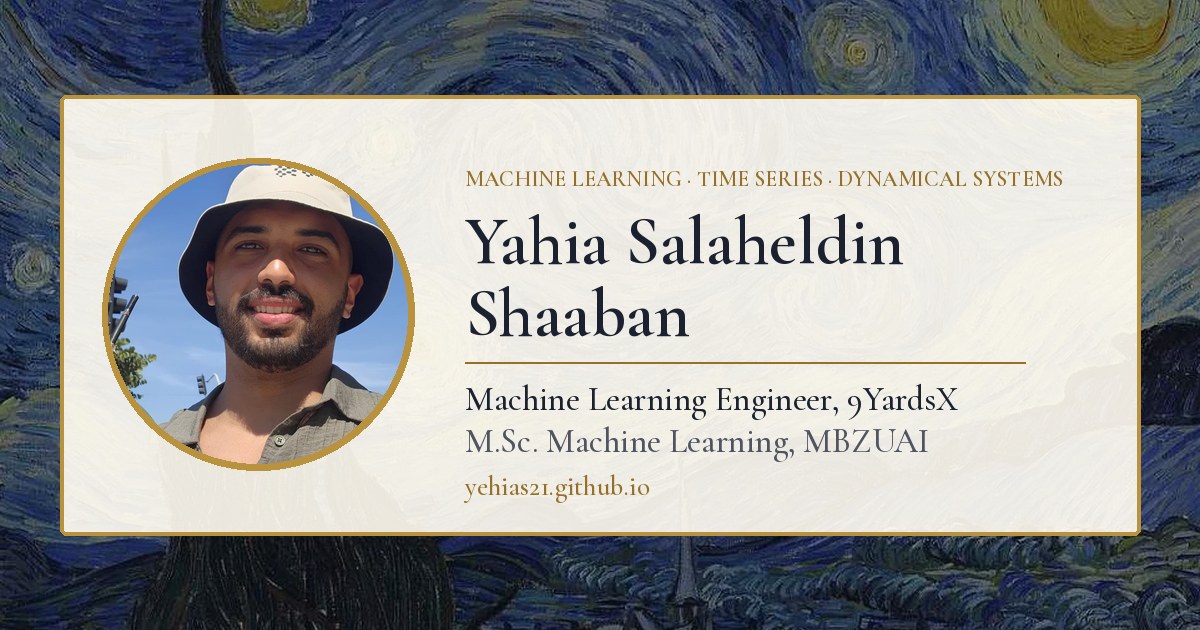 MACHINE LEARNING · TIME SERIES · DYNAMICAL SYSTEMS
Yahia Salaheldin
Shaaban
Machine Learning Engineer, 9YardsX
M.Sc. Machine Learning, MBZUAI
yehias21.github.io